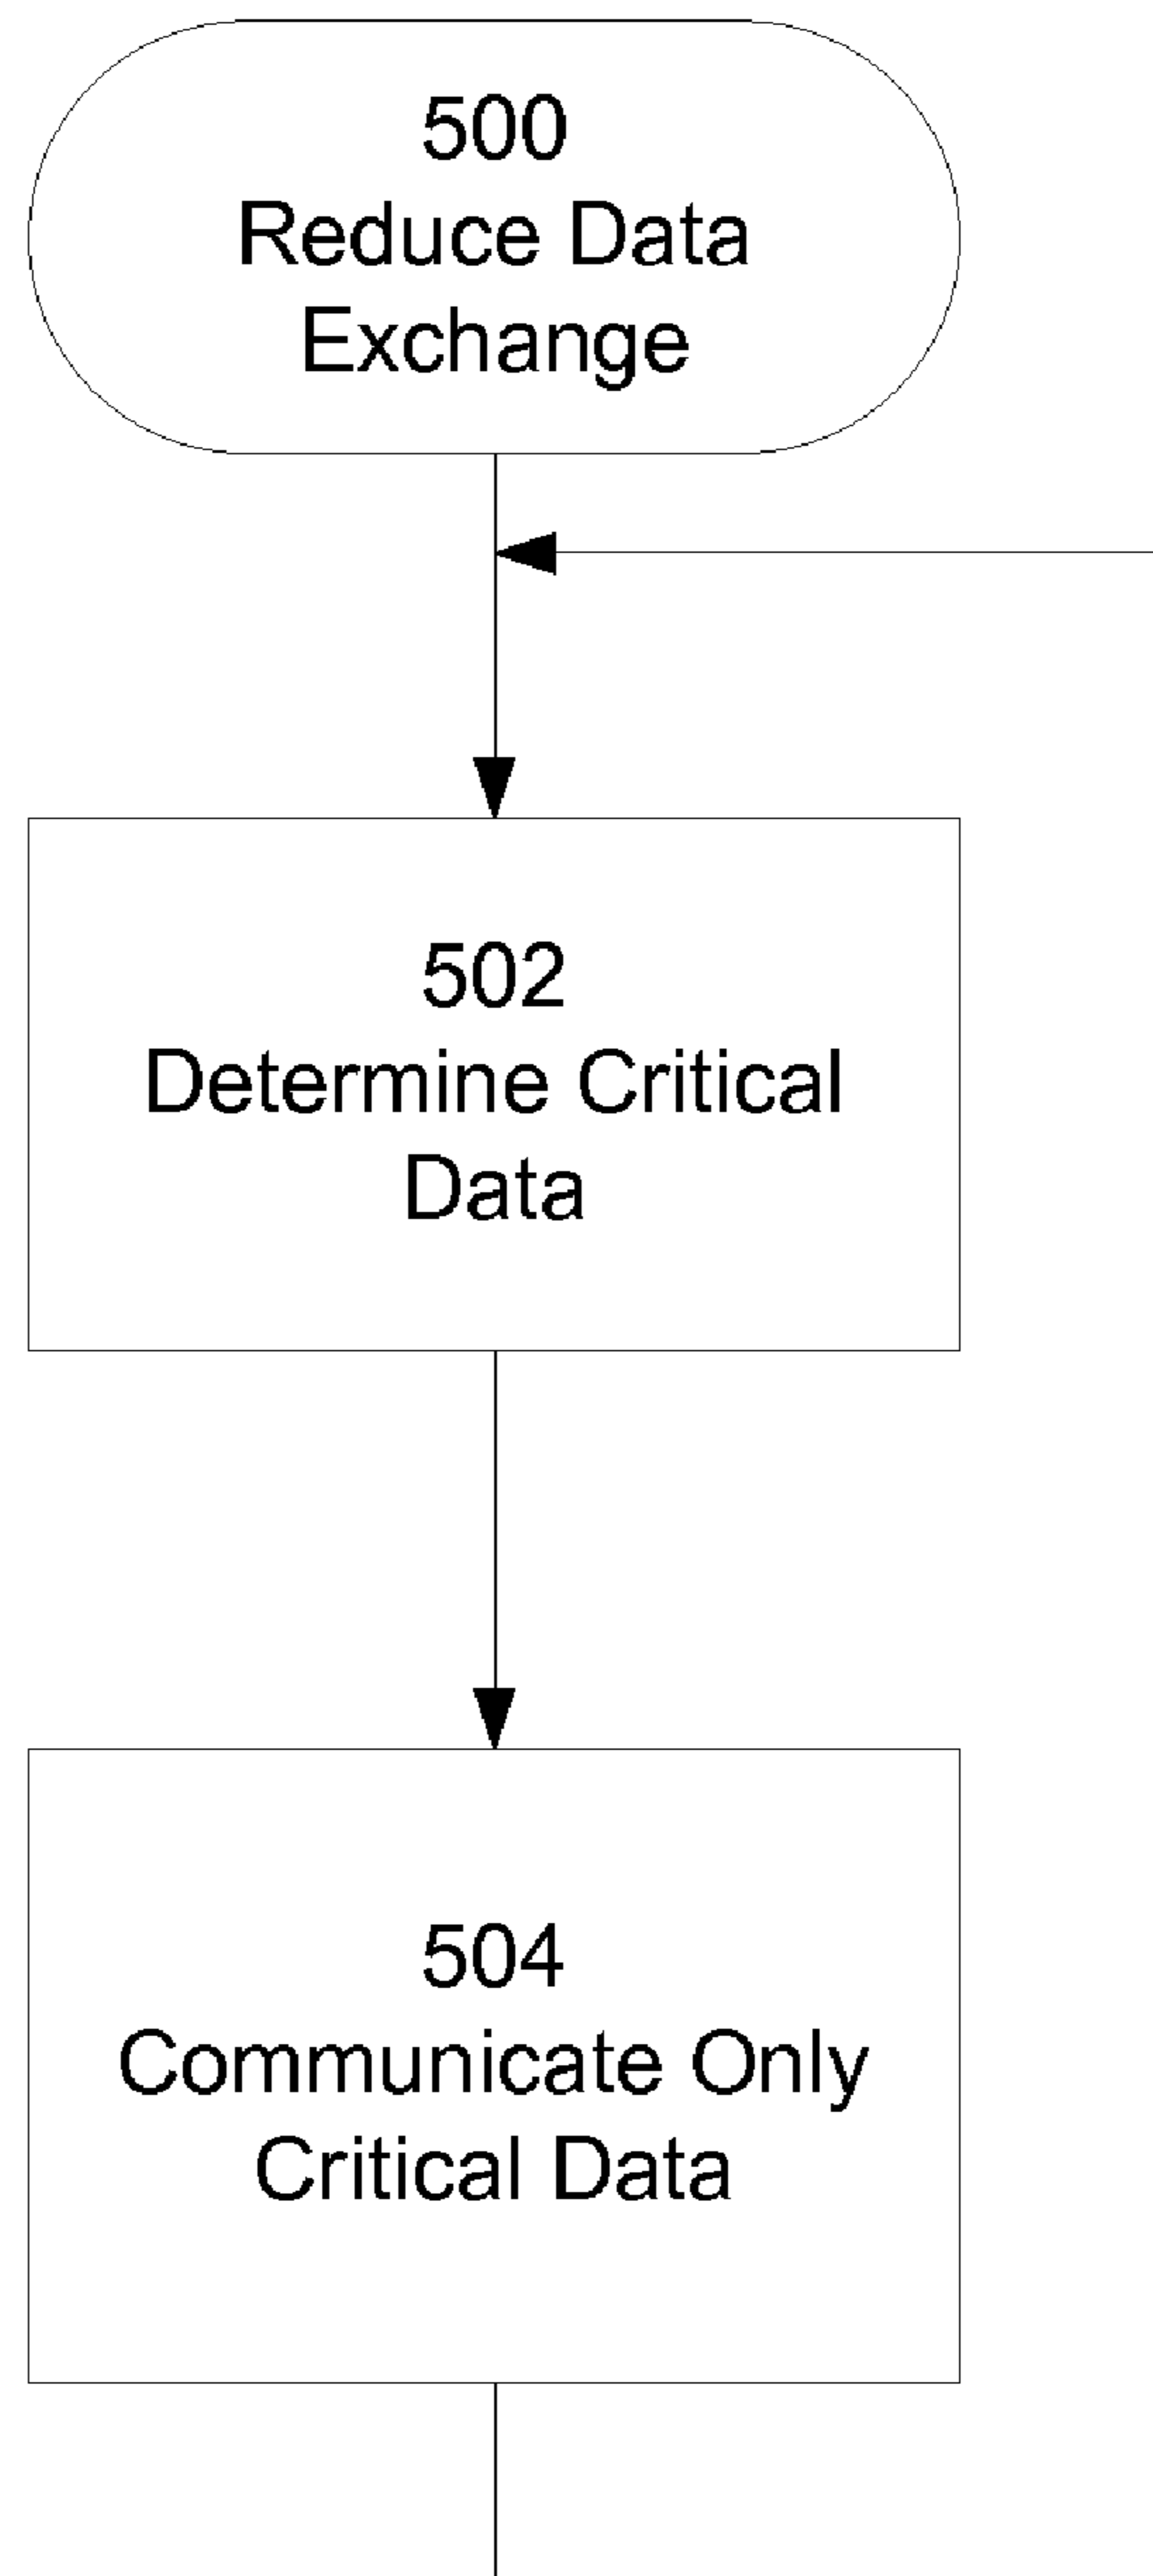 500
Reduce Data
Exchange
502
Determine Critical
Data
504
Communicate Only
Critical Data